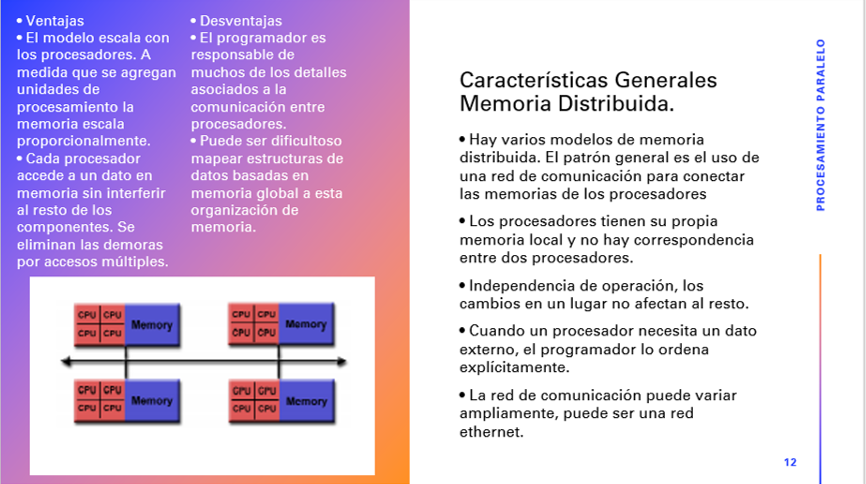 • Ventajas
• El modelo escala con
los procesadores. A
medida que se agregan
unidades de
procesamiento la
memoria escala
proporcionalmente.
• Cada procesador
accede a un dato en
memoria sin interferir
al resto de los
componentes. Se
eliminan las demoras
por accesos múltiples.
• Desventajas
• El programador es
responsable de
muchos de los detalles
asociados a la
comunicación entre
procesadores.
• Puede ser dificultoso
mapear estructuras de
datos basadas en
memoria global a esta
organización de
memoria.
CPU CPU
CPU CPU
Memory
CPU CPU
CPU CPU
Memory
CPU CPU
CPU CPU
Memory
CPU CPU
CPU CPU
Memory
Características Generales
Memoria Distribuida.
• Hay varios modelos de memoria
distribuida. El patrón general es el uso de
una red de comunicación para conectar
las memorias de los procesadores
• Los procesadores tienen su propia
memoria local y no hay correspondencia
entre dos procesadores.
• Independencia de operación, los
cambios en un lugar no afectan al resto.
• Cuando un procesador necesita un dato
externo, el programador lo ordena
explícitamente.
• La red de comunicación puede variar
ampliamente, puede ser una red
ethernet.
PROCESAMIENTO PARALELO
12